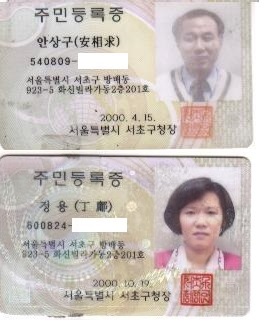 주민등록증
안상구(安相求)
540809-
서울특별시 서초구 방배동
923-5 화신빌라가동2층201호
2000. 4. 15.
서울특별시 서초구청장
주민등록증
정용(丁鄘)
600824-
서울특별시 서초구 방배동
923-5 화신빌라가동2층201호
2000. 10. 19.
서울특별시 서초구청장